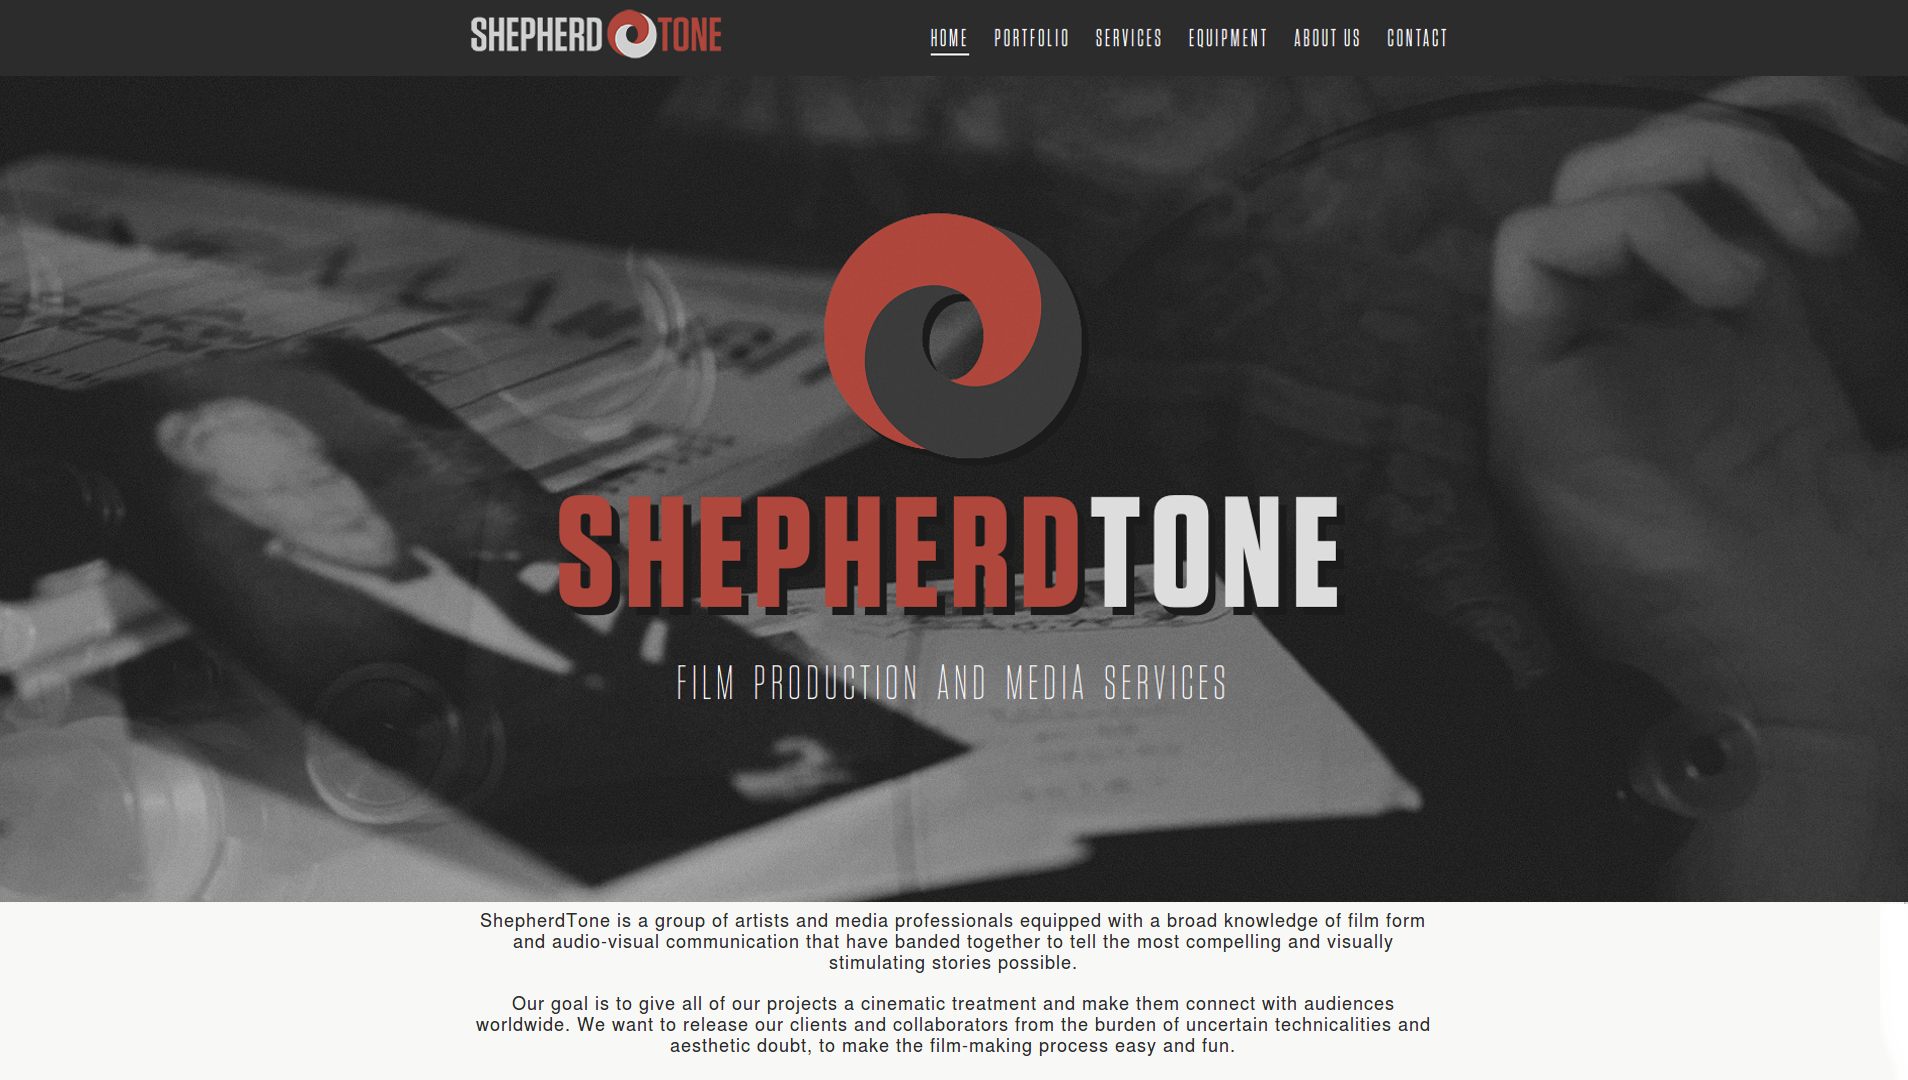 SHEPHERD TONE
HOME PORTFOLIO SERVICES EQUIPMENT ABOUT US CONTACT
SHEPHERDTONE
FILM PRODUCTION AND MEDIA SERVICES
ShepherdTone is a group of artists and media professionals equipped with a broad knowledge of film form
and audio-visual communication that have banded together to tell the most compelling and visually
stimulating stories possible.
Our goal is to give all of our projects a cinematic treatment and make them connect with audiences
worldwide. We want to release our clients and collaborators from the burden of uncertain technicalities and
aesthetic doubt, to make the film-making process easy and fun.